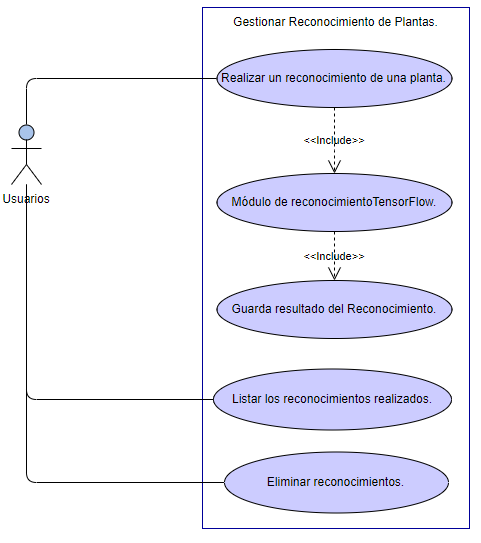 Gestionar Reconocimiento de Plantas.
Realizar un reconocimiento de una planta.
<<Include>>
Usuarios
Módulo de reconocimientoTensorFlow.
<<Include>>
Guarda resultado del Reconocimiento.
Listar los reconocimientos realizados.
Eliminar reconocimientos.